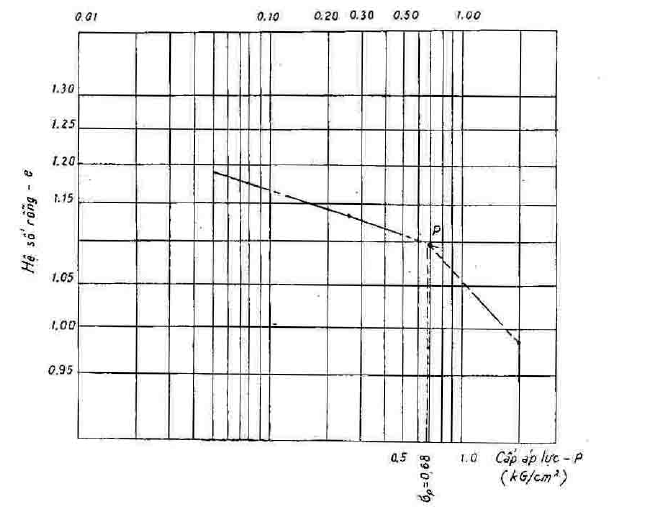 0.01 0.10 0.20 0.30 0.50 1.00
1.30
1.25
1.20
1.15
1.05
1.00
0.95
Hệ số rỗng - e
P
0.5 1.0 Cấp áp lực - P
(kG/cm²)
σp=0,68